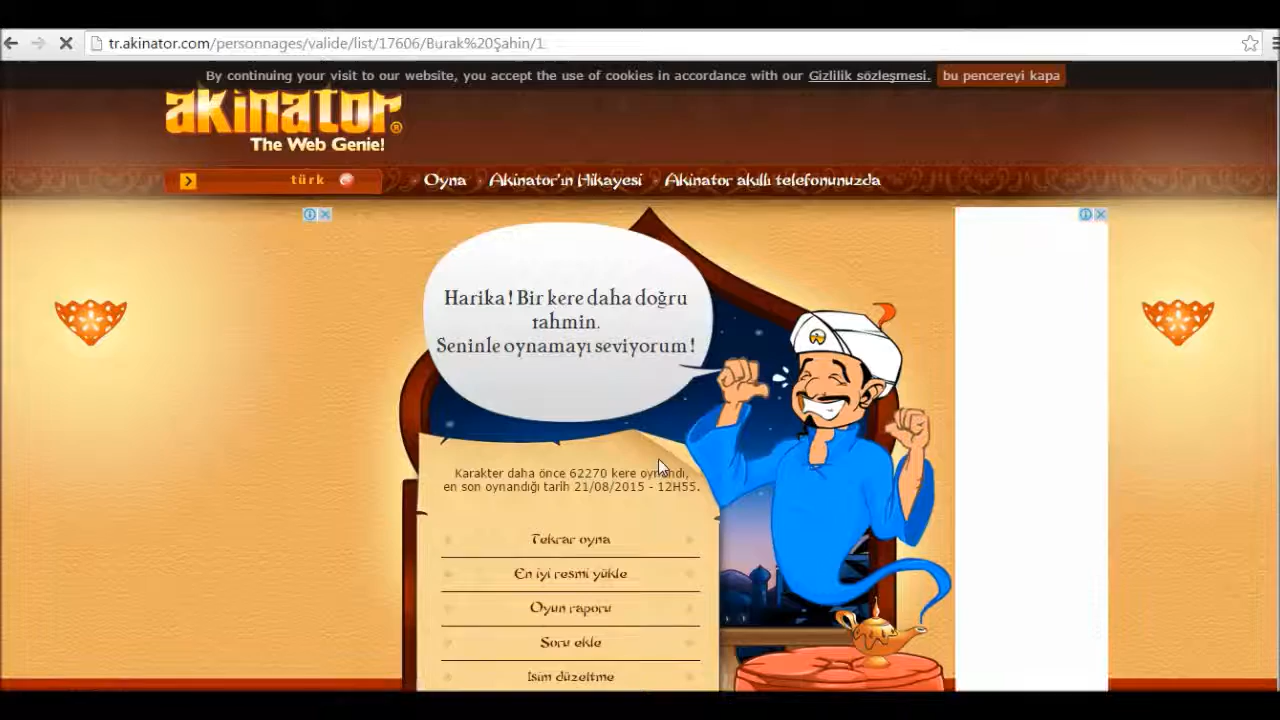 tr.akinator.com/personnages/valide/list/17606/Burak%20Şahin/1
By continuing your visit to our website, you accept the use of cookies in accordance with our Gizlilik sözleşmesi. bu pencereyi kapa
akinator®
The Web Genie!
türk
Oyna
Akinator'ın Hikayesi
Akinator akıllı telefonunuzda
Harika ! Bir kere daha doğru
tahmin.
Seninle oynamayı seviyorum !
Karakter daha önce 62270 kere oynandı,
en son oynandığı tarih 21/08/2015 - 12H55.
Tekrar oyna
En iyi resmi yükle
Oyun raporu
Soru ekle
Isim düzeltme